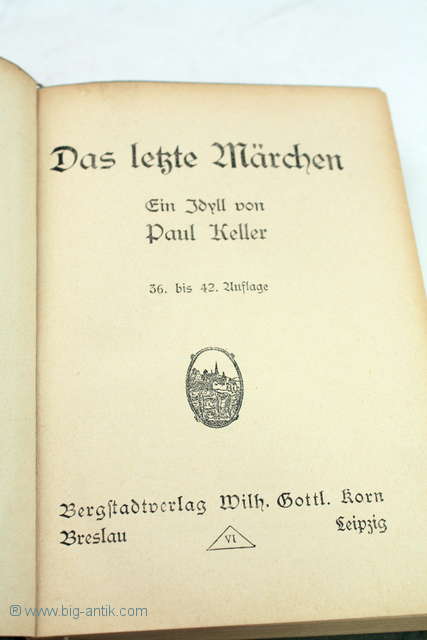 Das letzte Märchen
Ein Idyll von
Paul Keller
36. bis 42. Auflage
Bergstadtverlag Wilh. Gottl. Korn
Breslau Leipzig
VI
® www.big-antik.com